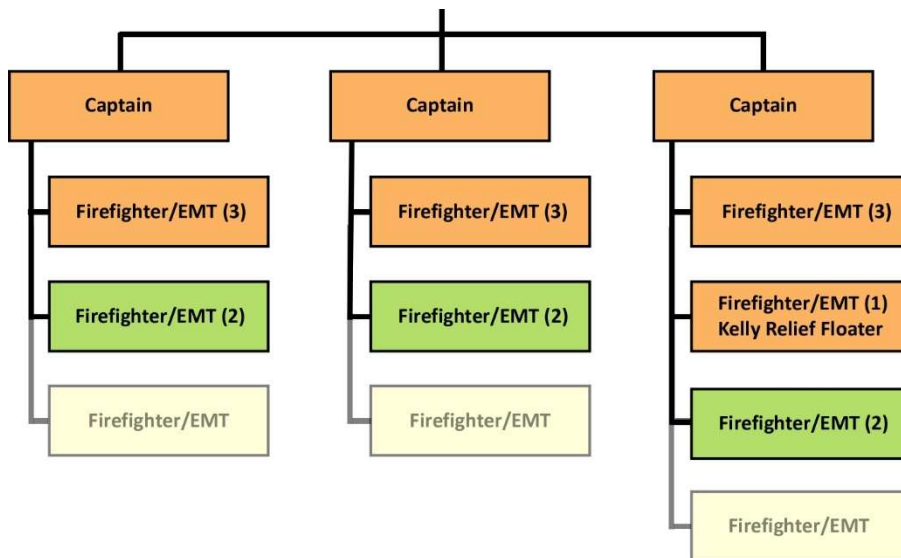 Captain
Captain
Captain
Firefighter/EMT (3)
Firefighter/EMT (3)
Firefighter/EMT (3)
Firefighter/EMT (2)
Firefighter/EMT (2)
Firefighter/EMT (1)
Kelly Relief Floater
Firefighter/EMT
Firefighter/EMT
Firefighter/EMT (2)
Firefighter/EMT